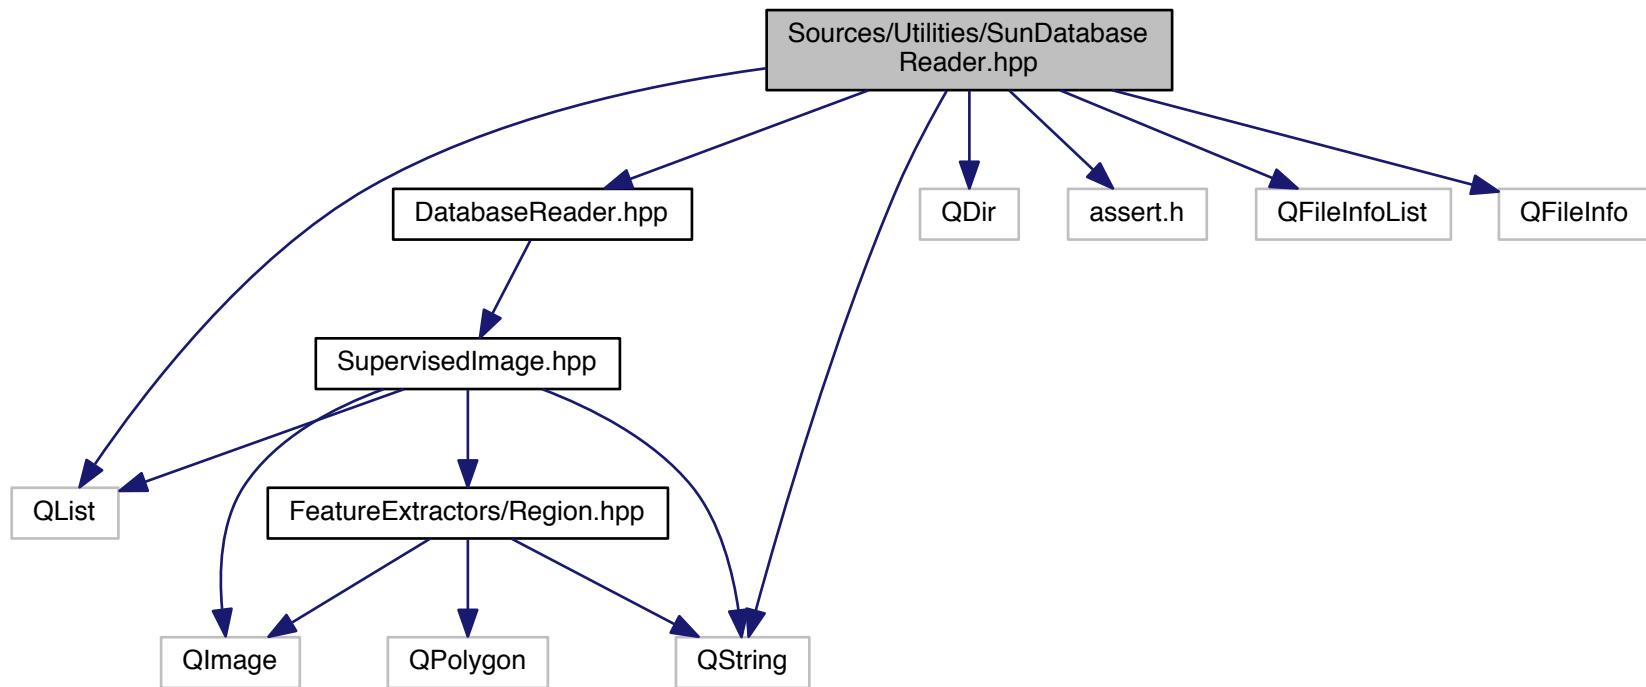 Sources/Utilities/SunDatabase
Reader.hpp
DatabaseReader.hpp
QDir
assert.h
QFileInfoList
QFileInfo
SupervisedImage.hpp
QList
FeatureExtractors/Region.hpp
QImage
QPolygon
QString